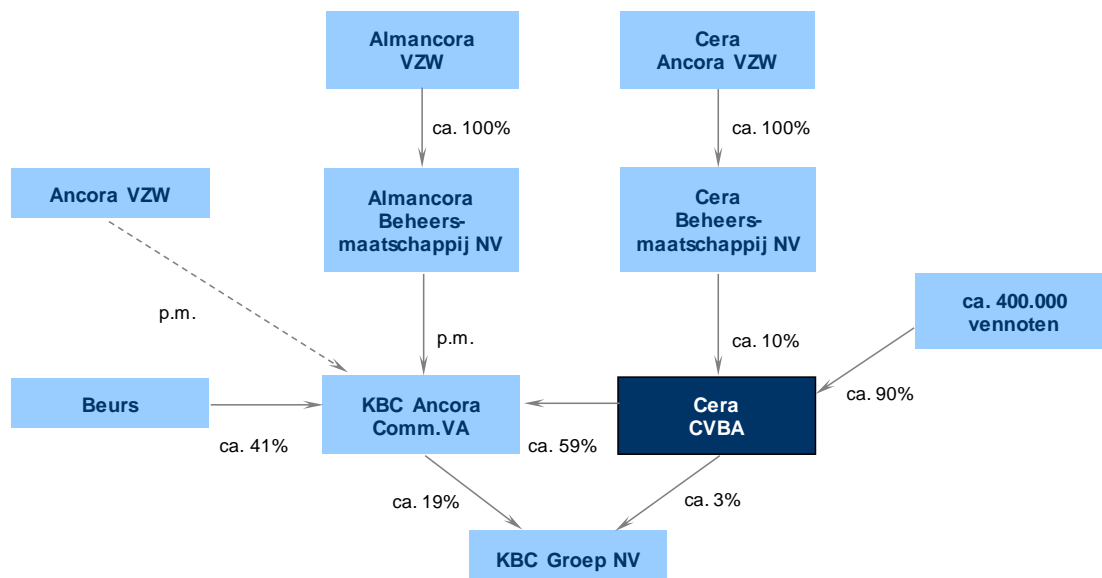 Almancora
VZW
Cera
Ancora VZW
ca. 100%
ca. 100%
Ancora VZW
Almancora
Beheers-
maatschappij NV
Cera
Beheers-
maatschappij NV
ca. 400.000
vennoten
p.m.
p.m.
ca. 10%
Beurs
KBC Ancora
Comm.VA
Cera
CVBA
ca. 90%
ca. 41%
ca. 59%
ca. 19%
ca. 3%
KBC Groep NV